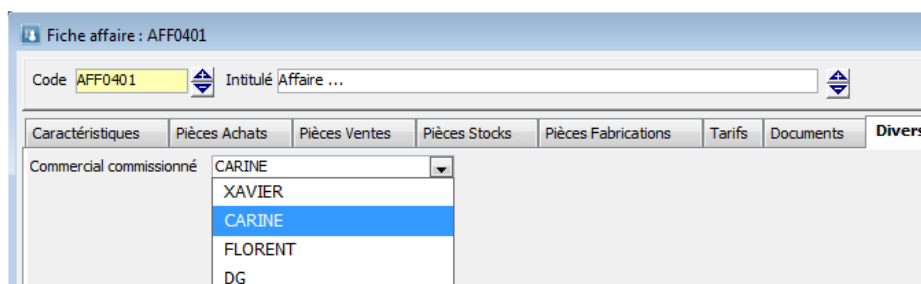 Fiche affaire : AFF0401
Code AFF0401 Intitulé Affaire ...
Caractéristiques Pièces Achats Pièces Ventes Pièces Stocks Pièces Fabrications Tarifs Documents Divers
Commercial commissionné CARINE
XAVIER
CARINE
FLORENT
DG